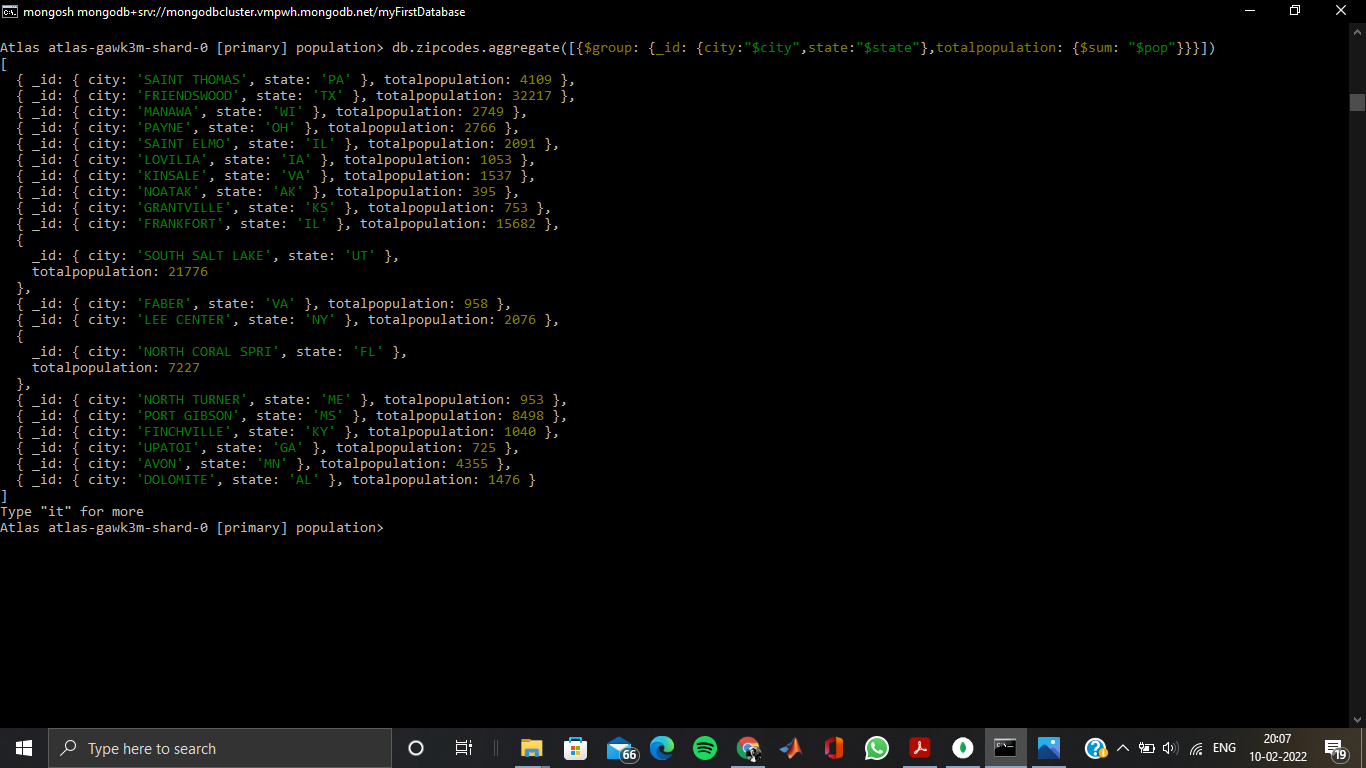 mongosh mongodb+srv://mongodbcluster.vmpwh.mongodb.net/myFirstDatabase
Atlas atlas-gawk3m-shard-0 [primary] population> db.zipcodes.aggregate([{$group: {_id: {city:"$city",state:"$state"},totalpopulation: {$sum: "$pop"}}}])
[
  { _id: { city: 'SAINT THOMAS', state: 'PA' }, totalpopulation: 4109 },
  { _id: { city: 'FRIENDSWOOD', state: 'TX' }, totalpopulation: 32217 },
  { _id: { city: 'MANAWA', state: 'WI' }, totalpopulation: 2749 },
  { _id: { city: 'PAYNE', state: 'OH' }, totalpopulation: 2766 },
  { _id: { city: 'SAINT ELMO', state: 'IL' }, totalpopulation: 2091 },
  { _id: { city: 'LOVILIA', state: 'IA' }, totalpopulation: 1053 },
  { _id: { city: 'KINSALE', state: 'VA' }, totalpopulation: 1537 },
  { _id: { city: 'NOATAK', state: 'AK' }, totalpopulation: 395 },
  { _id: { city: 'GRANTVILLE', state: 'KS' }, totalpopulation: 753 },
  { _id: { city: 'FRANKFORT', state: 'IL' }, totalpopulation: 15682 },
  {
    _id: { city: 'SOUTH SALT LAKE', state: 'UT' },
    totalpopulation: 21776
  },
  { _id: { city: 'FABER', state: 'VA' }, totalpopulation: 958 },
  { _id: { city: 'LEE CENTER', state: 'NY' }, totalpopulation: 2076 },
  {
    _id: { city: 'NORTH CORAL SPRI', state: 'FL' },
    totalpopulation: 7227
  },
  { _id: { city: 'NORTH TURNER', state: 'ME' }, totalpopulation: 953 },
  { _id: { city: 'PORT GIBSON', state: 'MS' }, totalpopulation: 8498 },
  { _id: { city: 'FINCHVILLE', state: 'KY' }, totalpopulation: 1040 },
  { _id: { city: 'UPATOI', state: 'GA' }, totalpopulation: 725 },
  { _id: { city: 'AVON', state: 'MN' }, totalpopulation: 4355 },
  { _id: { city: 'DOLOMITE', state: 'AL' }, totalpopulation: 1476 }
]
Type "it" for more
Atlas atlas-gawk3m-shard-0 [primary] population>
Type here to search
66
ENG
20:07
10-02-2022
19